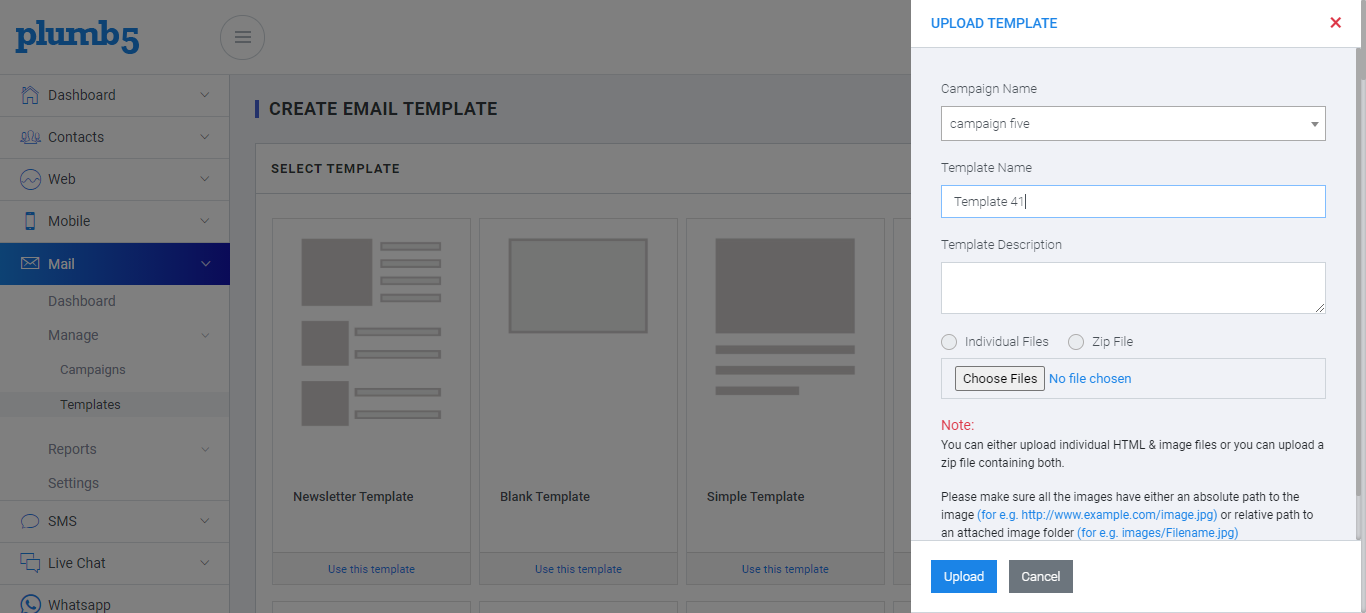 plumb5
Dashboard
Contacts
Web
Mobile
Mail
Dashboard
Manage
Campaigns
Templates
Reports
Settings
SMS
Live Chat
Whatsapp
CREATE EMAIL TEMPLATE
SELECT TEMPLATE
Newsletter Template
Blank Template
Simple Template
Use this template
Use this template
Use this template
UPLOAD TEMPLATE
Campaign Name
campaign five
Template Name
Template 41
Template Description
Individual Files
Zip File
Choose Files No file chosen
Note:
You can either upload individual HTML & image files or you can upload a
zip file containing both.
Please make sure all the images have either an absolute path to the
image (for e.g. http://www.example.com/image.jpg) or relative path to
an attached image folder (for e.g. images/Filename.jpg)
Upload
Cancel